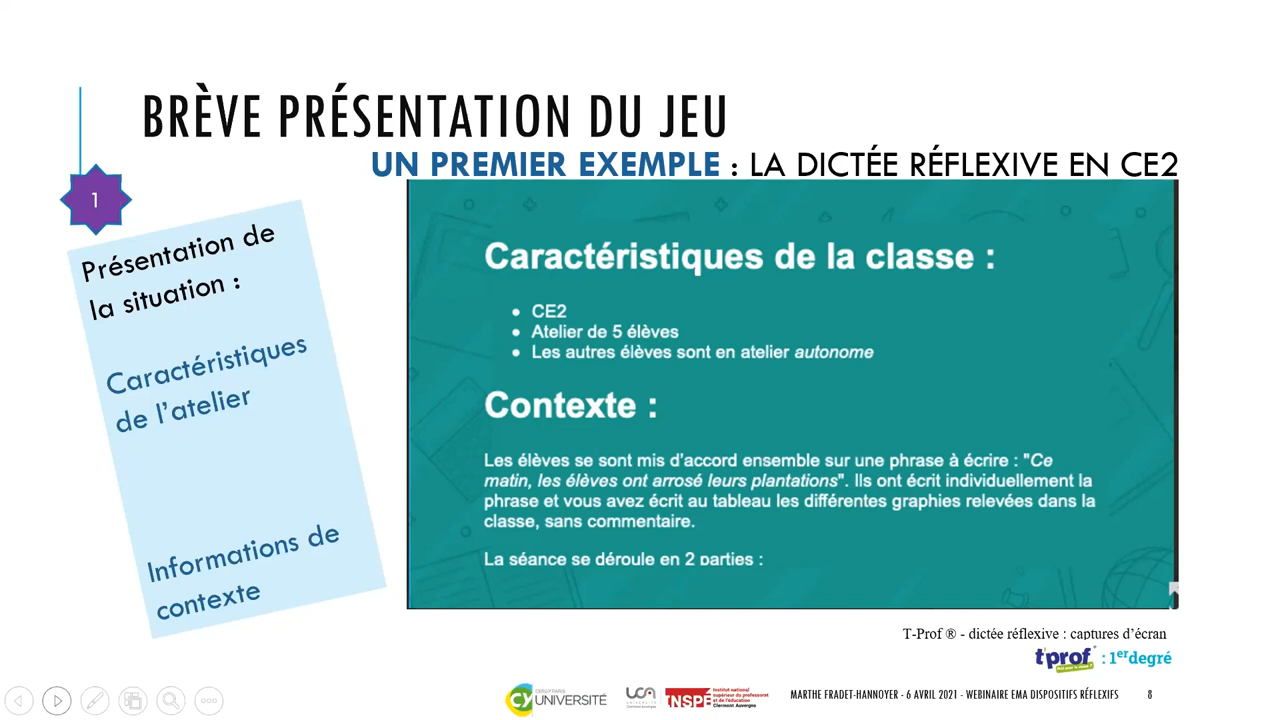 BRÈVE PRÉSENTATION DU JEU
UN PREMIER EXEMPLE : LA DICTÉE RÉFLEXIVE EN CE2
1
Présentation de
la situation :
Caractéristiques
de l'atelier
Informations de
contexte
Caractéristiques de la classe :
• CE2
• Atelier de 5 élèves
• Les autres élèves sont en atelier autonome
Contexte :
Les élèves se sont mis d'accord ensemble sur une phrase à écrire : "Ce
matin, les élèves ont arrosé leurs plantations". Ils ont écrit individuellement la
phrase et vous avez écrit au tableau les différentes graphies relevées dans la
classe, sans commentaire.
La séance se déroule en 2 parties :
T-Prof ® - dictée réflexive : captures d'écran
t'prof : 1er degré
CY CERGY PARIS
UNIVERSITÉ
UCA
UNIVERSITÉ
Clermont Auvergne
INSPÉ
Institut national
supérieur du professorat
et de l'éducation
Clermont Auvergne
MARTHE FRADET-HANNOYER - 6 AVRIL 2021 - WEBINAIRE EMA DISPOSITIFS RÉFLEXIFS
8